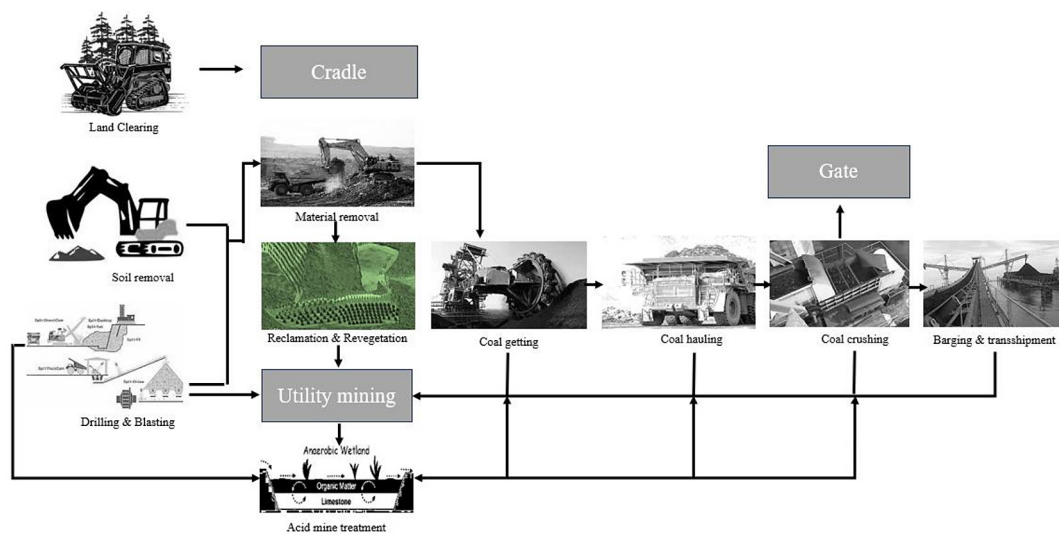 Cradle
Land Clearing
Gate
Material removal
Soil removal
Reclamation & Revegetation
Coal getting
Coal hauling
Coal crushing
Barging & transshipment
Utility mining
Drilling & Blasting
Anaerobic Wetland
Organic Matter
Limestone
Acid mine treatment